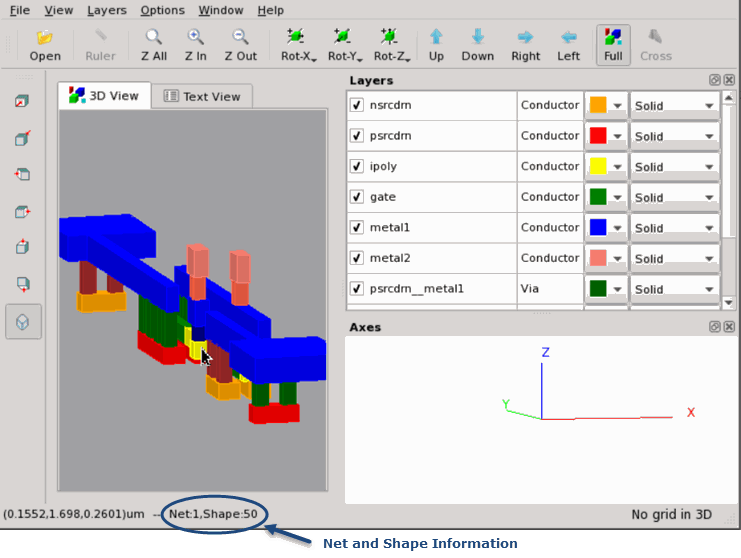 File View Layers Options Window Help
Open Ruler Z All Z In Z Out Rot-X Rot-Y Rot-Z Up Down Right Left Full Cross
3D View Text View
Layers
nsrcdm Conductor Solid
psrcdm Conductor Solid
ipoly Conductor Solid
gate Conductor Solid
metal1 Conductor Solid
metal2 Conductor Solid
psrcdm__metal1 Via Solid
Axes
Z
Y
X
(0.1552,1.698,0.2601)um -- Net:1,Shape:50
No grid in 3D
Net and Shape Information